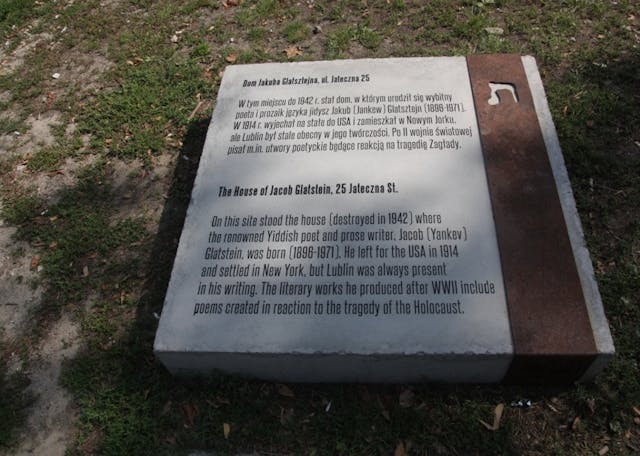 Dom Jakuba Glatsztejna, ul. Jateczna 25
W tym miejscu do 1942 r. stał dom, w którym urodził się wybitny
poeta i prozaik języka jidysz Jakub (Jankew) Glatsztejn (1896-1971).
W 1914 r. wyjechał na stałe do USA i zamieszkał w Nowym Jorku,
ale Lublin był stale obecny w jego twórczości. Po II wojnie światowej
pisał m.in. utwory poetyckie będące reakcją na tragedię Zagłady.
The House of Jacob Glatstein, 25 Jateczna St.
On this site stood the house (destroyed in 1942) where
the renowned Yiddish poet and prose writer, Jacob (Yankev)
Glatstein, was born (1896-1971). He left for the USA in 1914
and settled in New York, but Lublin was always present
in his writing. The literary works he produced after WWII include
poems created in reaction to the tragedy of the Holocaust.